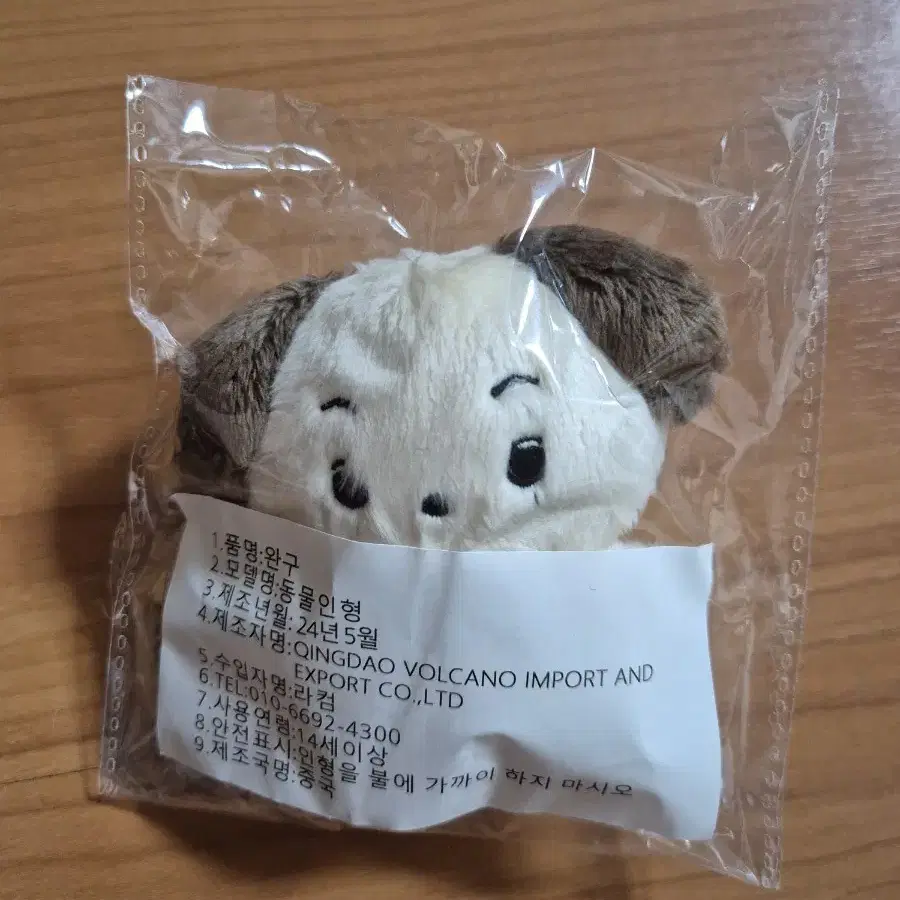 1.품명:완구
2.모델명:동물인형
3.제조년월: 24년 5월
4.제조자명:QINGDAO VOLCANO IMPORT AND
EXPORT CO.,LTD
5.수입자명:라컴
6.TEL:010-6692-4300
7.사용연령:14세이상
8.안전표시:인형을 불에 가까이 하지 마시오
9.제조국명:중국